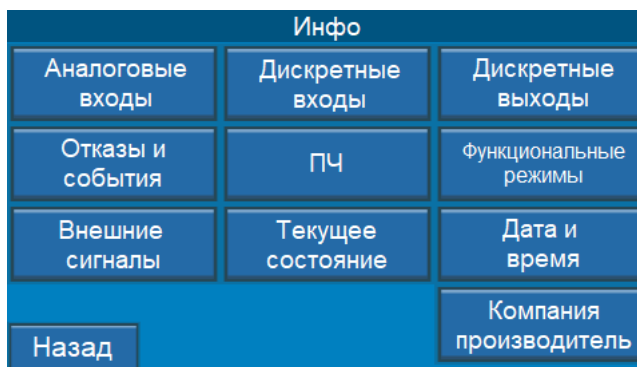 Инфо
Аналоговые
входы
Дискретные
входы
Дискретные
выходы
Отказы и
события
ПЧ
Функциональные
режимы
Внешние
сигналы
Текущее
состояние
Дата и
время
Компания
производитель
Назад